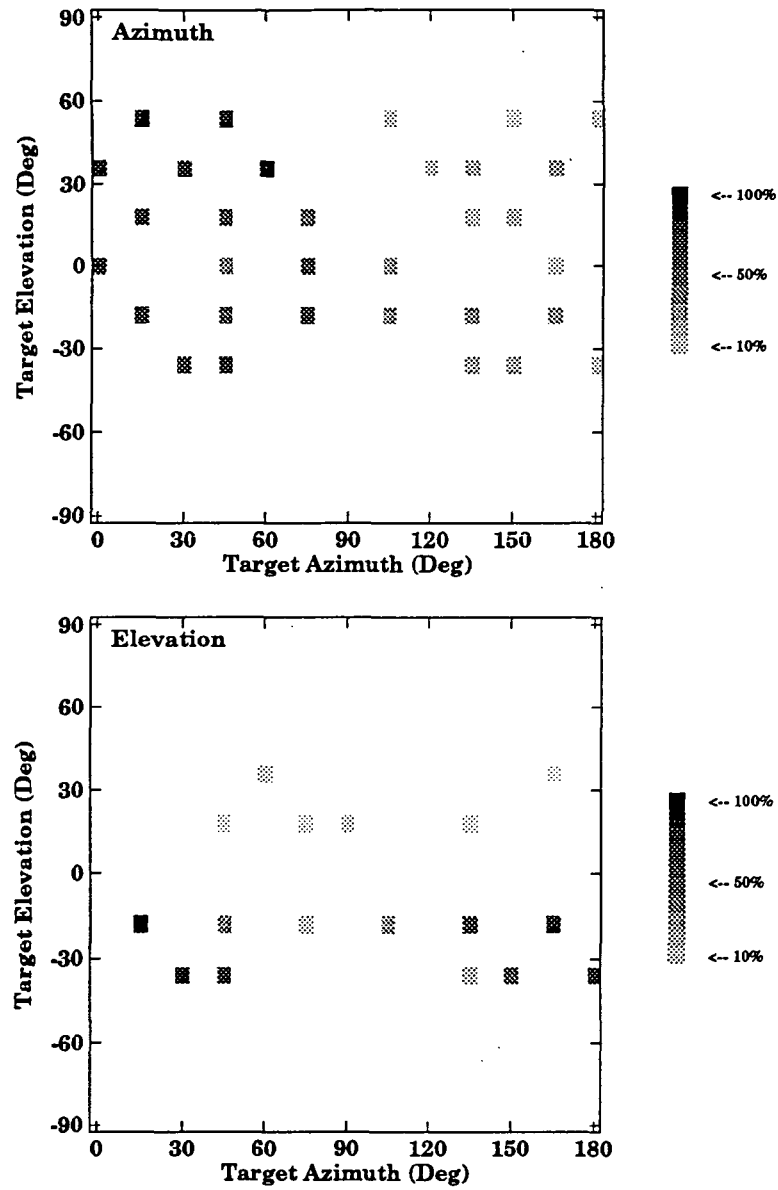 90
Azimuth
60
30
0
-30
-60
-90
Target Elevation (Deg)
0 30 60 90 120 150 180
Target Azimuth (Deg)
<-- 100%
<-- 50%
<-- 10%
90
Elevation
60
30
0
-30
-60
-90
Target Elevation (Deg)
0 30 60 90 120 150 180
Target Azimuth (Deg)
<-- 100%
<-- 50%
<-- 10%